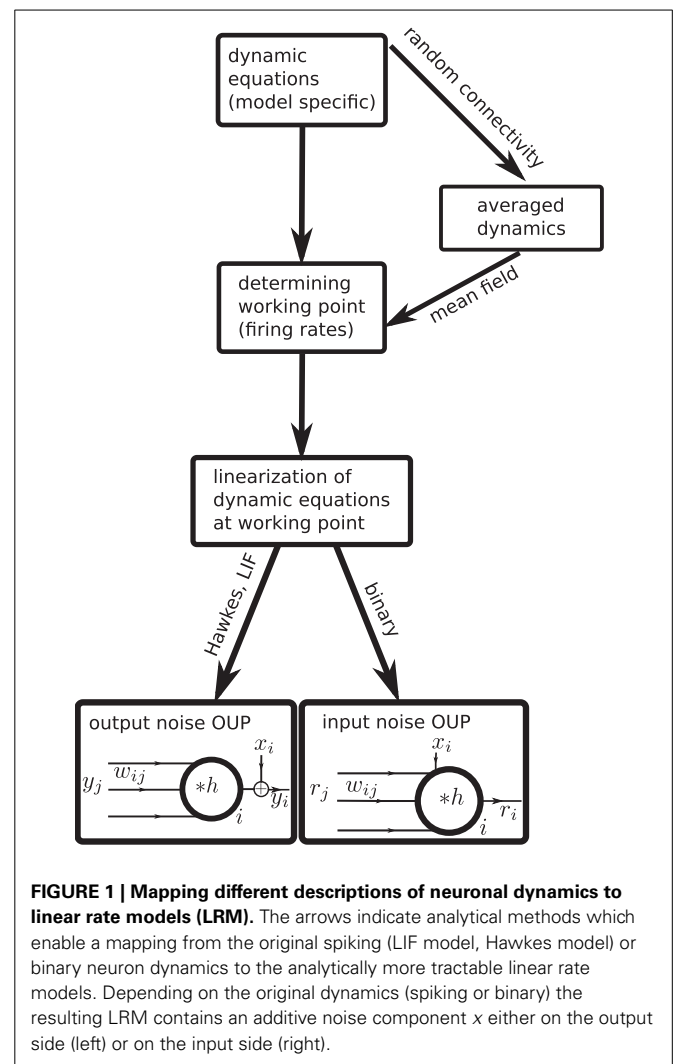 dynamic
equations
(model specific)
random connectivity
averaged
dynamics
mean field
determining
working point
(firing rates)
linearization of
dynamic equations
at working point
Hawkes, LIF
binary
output noise OUP
x_i
w_{ij}
y_j
*h
y_i
i
input noise OUP
x_i
w_{ij}
r_j
*h
r_i
i
FIGURE 1 | Mapping different descriptions of neuronal dynamics to
linear rate models (LRM). The arrows indicate analytical methods which
enable a mapping from the original spiking (LIF model, Hawkes model) or
binary neuron dynamics to the analytically more tractable linear rate
models. Depending on the original dynamics (spiking or binary) the
resulting LRM contains an additive noise component x either on the output
side (left) or on the input side (right).